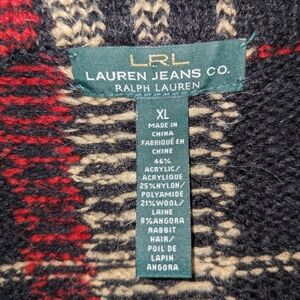 LRL
LAUREN JEANS CO.
RALPH LAUREN
XL
MADE IN
CHINA
FABRIQUÉ EN
CHINE
46%
ACRYLIC/
ACRYLIQUE
25%NYLON/
POLYAMIDE
21%WOOL/
LAINE
8%ANGORA
RABBIT
HAIR/
POIL DE
LAPIN
ANGORA